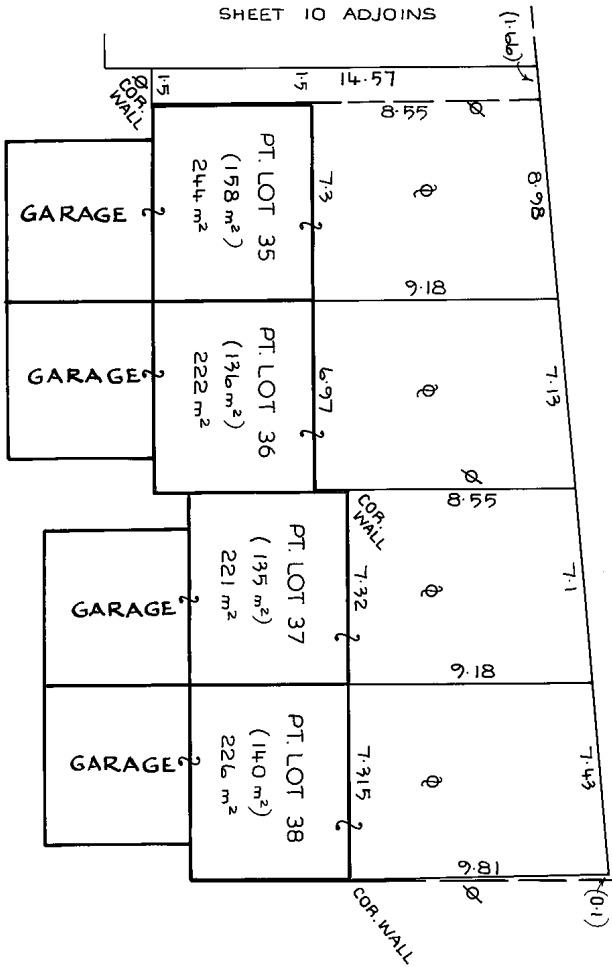 SHEET 10 ADJOINS
(1.66)
COR.
WALL
1.5
1.5
14.57
8.55
PT. LOT 35
(158 m²)
244 m²
GARAGE
7.3
8.98
9.18
PT. LOT 36
(136 m²)
222 m²
GARAGE
6.97
7.13
8.55
COR.
WALL
PT. LOT 37
(135 m²)
221 m²
GARAGE
7.32
7.1
9.18
PT. LOT 38
(140 m²)
226 m²
GARAGE
7.315
7.43
9.81
(0.1)
COR. WALL